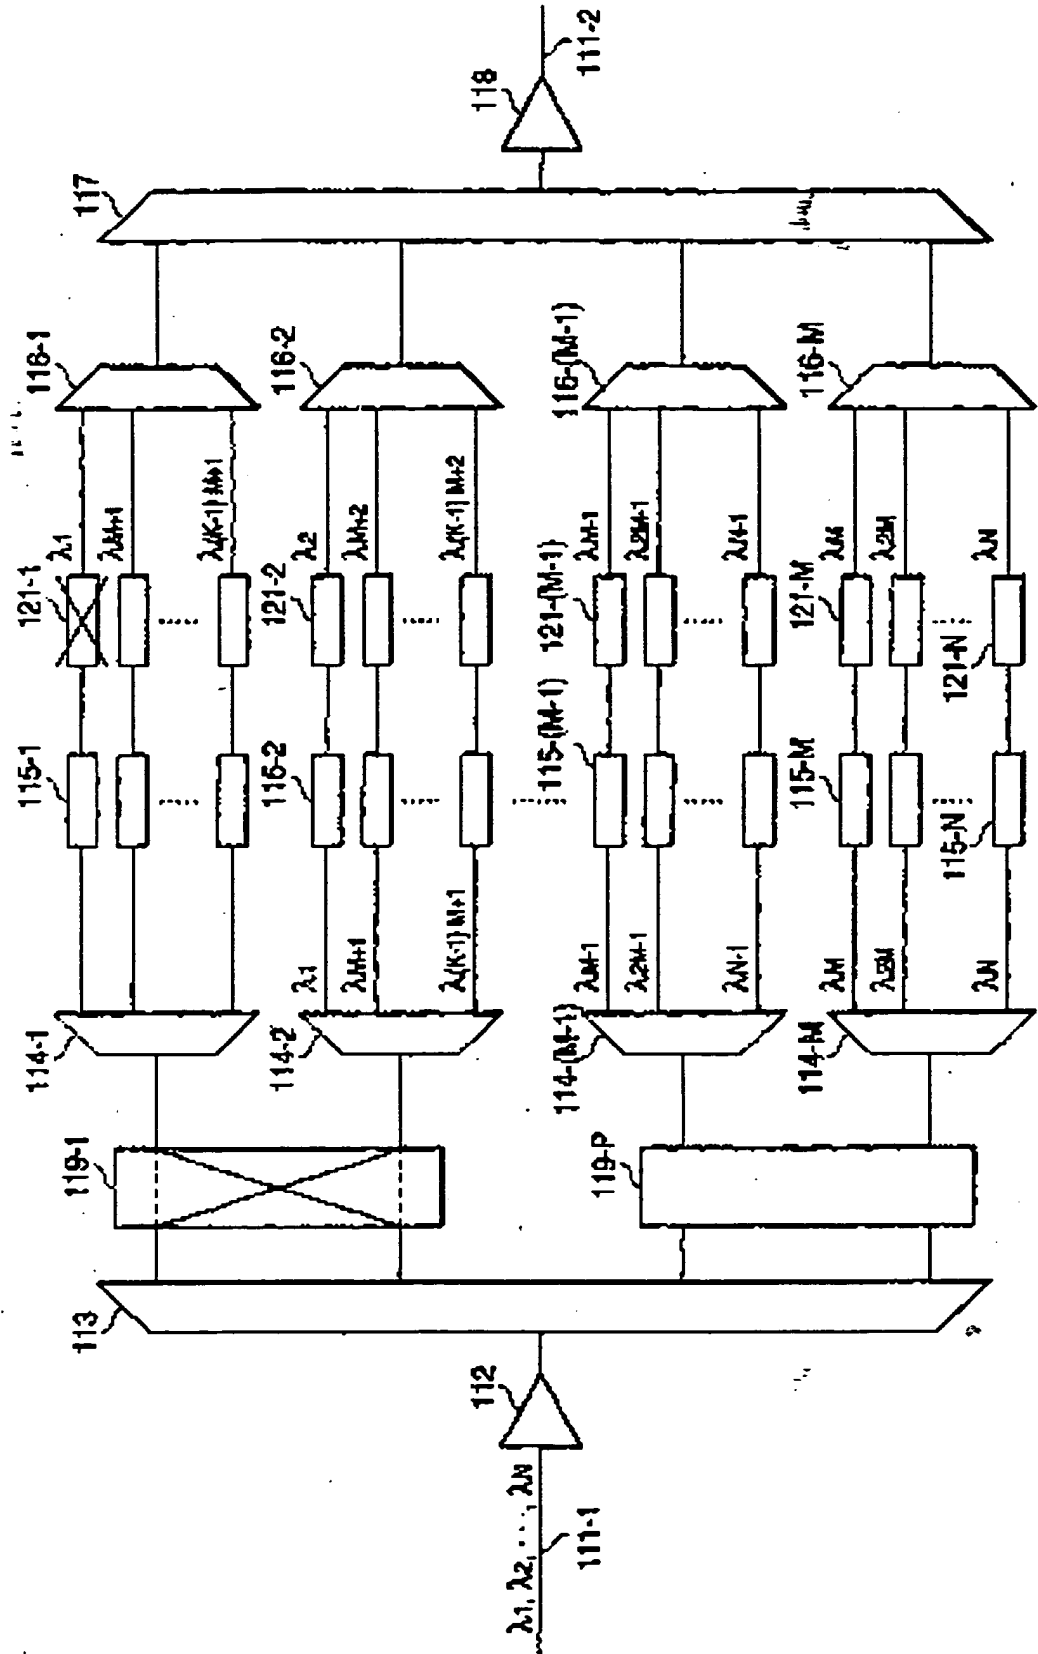 λ1, λ2, ···, λN
111-1
112
113
119-1
119-P
114-1
114-2
114-(M-1)
114-M
λ1
λM+1
λ(K-1)M+1
λM-1
λ2M-1
λN-1
λM
λ2M
λN
115-1
115-2
115-(M-1)
115-M
115-N
121-1
121-2
121-(M-1)
121-M
121-N
λ1
λM+1
λ(K-1)M+1
λ2
λM+2
λ(K-1)M+2
λM-1
λ2M-1
λN-1
λM
λ2M
λN
116-1
116-2
116-(M-1)
116-M
117
118
111-2